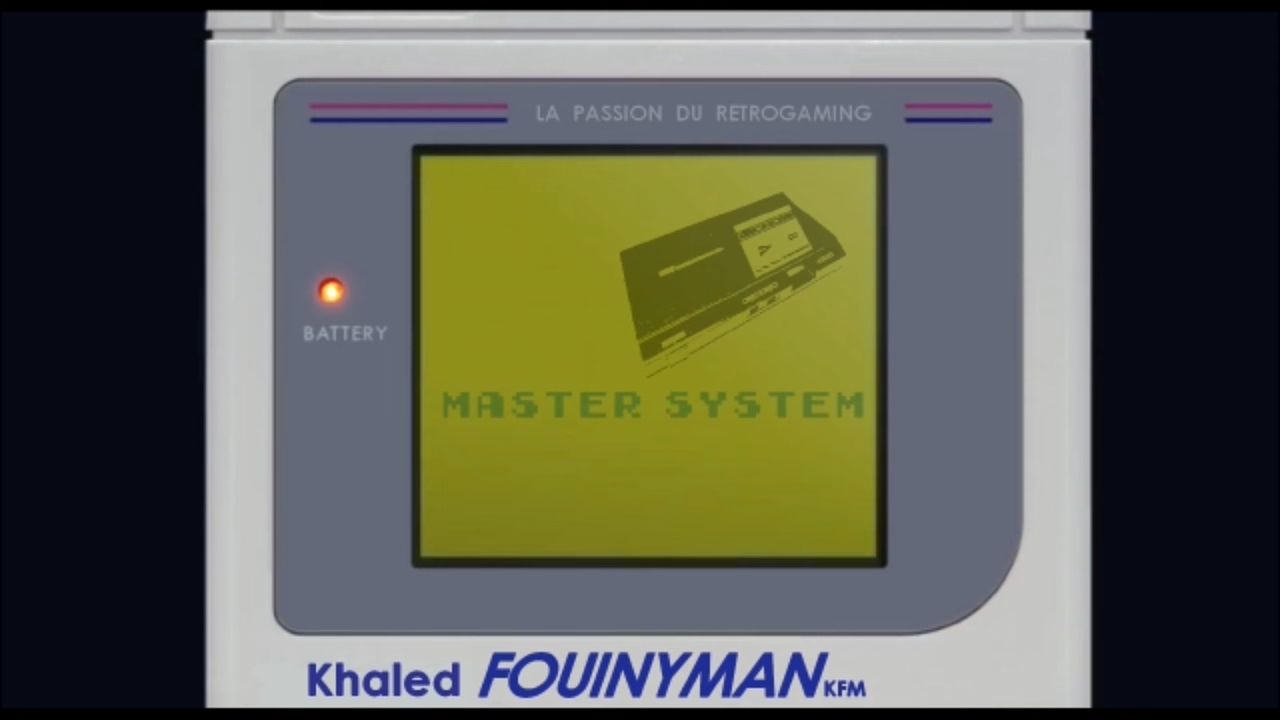 LA PASSION DU RETROGAMING
BATTERY
MASTER SYSTEM
Khaled FOUINYMAN KFM